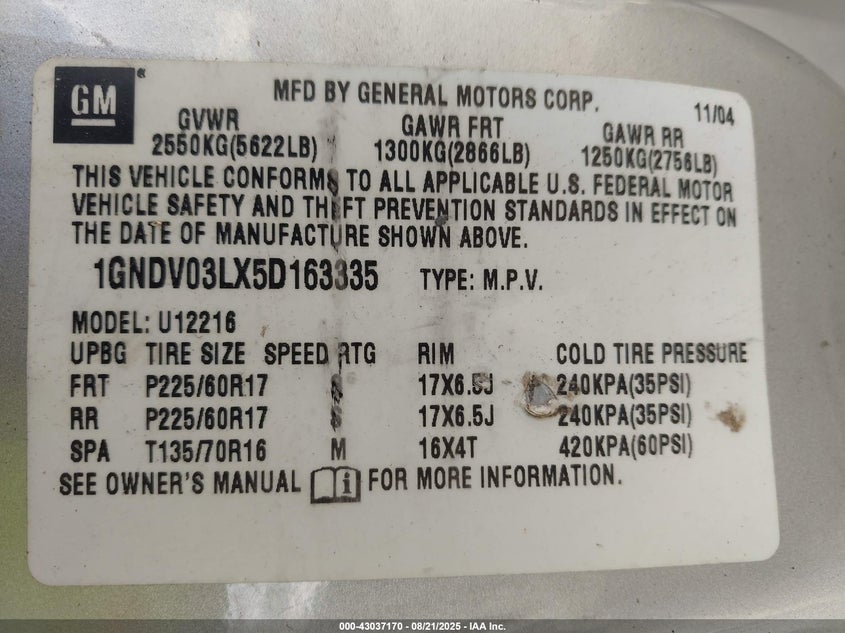 GM
MFD BY GENERAL MOTORS CORP.
11/04
GVWR GAWR FRT GAWR RR
2550KG(5622LB) 1300KG(2866LB) 1250KG(2756LB)
THIS VEHICLE CONFORMS TO ALL APPLICABLE U.S. FEDERAL MOTOR
VEHICLE SAFETY AND THEFT PREVENTION STANDARDS IN EFFECT ON
THE DATE OF MANUFACTURE SHOWN ABOVE.
1GNDV03LX5D163335 TYPE: M.P.V.
MODEL: U12216
UPBG TIRE SIZE SPEED RTG RIM COLD TIRE PRESSURE
FRT P225/60R17 S 17X6.5J 240KPA(35PSI)
RR P225/60R17 S 17X6.5J 240KPA(35PSI)
SPA T135/70R16 M 16X4T 420KPA(60PSI)
SEE OWNER'S MANUAL FOR MORE INFORMATION.
000-43037170 - 08/21/2025 - IAA Inc.